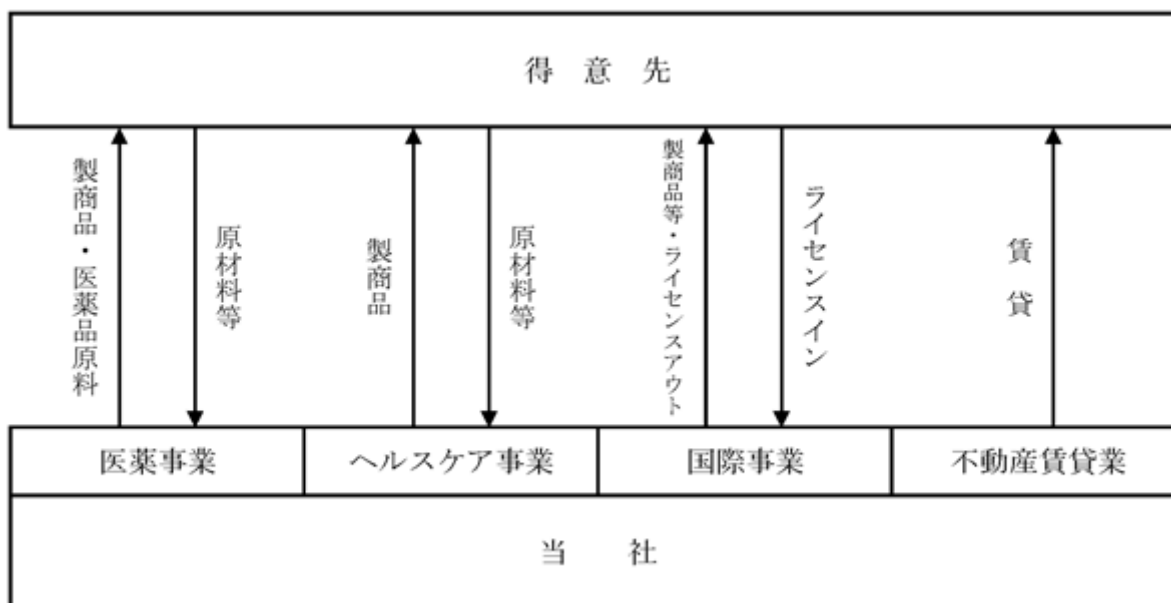 得 意 先
製商品・医薬品原料
原材料等
製商品
原材料等
製商品等・ライセンスアウト
ライセンスイン
賃 貸
医薬事業
ヘルスケア事業
国際事業
不動産賃貸業
当 社